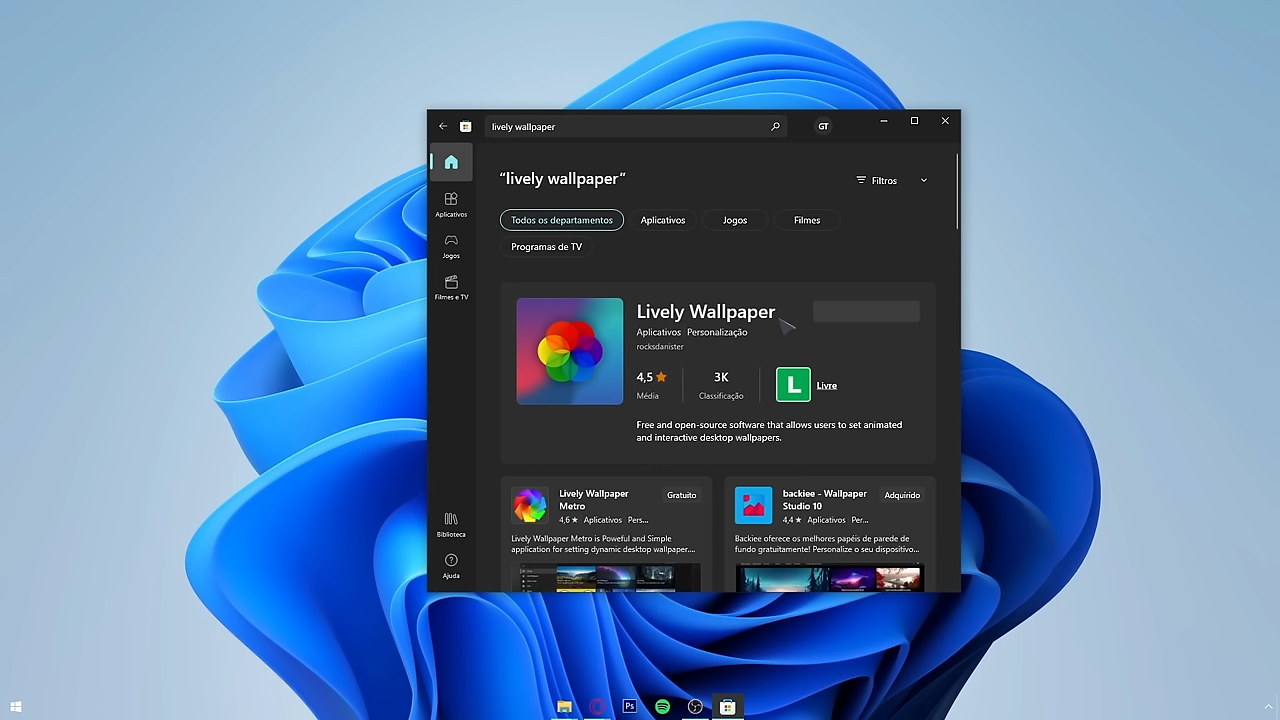 lively wallpaper
GT
Aplicativos
Jogos
Filmes e TV
Biblioteca
Ajuda
“lively wallpaper”
Filtros
Todos os departamentos
Aplicativos
Jogos
Filmes
Programas de TV
Lively Wallpaper
Aplicativos Personalização
rocksdanister
4,5
Média
3K
Classificação
L
Livre
Free and open-source software that allows users to set animated
and interactive desktop wallpapers.
Lively Wallpaper
Metro
Gratuito
4,6 ★ Aplicativos Pers...
Lively Wallpaper Metro is Poweful and Simple
application for setting dynamic desktop wallpaper....
backiee - Wallpaper
Studio 10
Adquirido
4,4 ★ Aplicativos Per...
Backiee oferece os melhores papéis de parede de
fundo gratuitamente! Personalize o seu dispositivo...
Ps